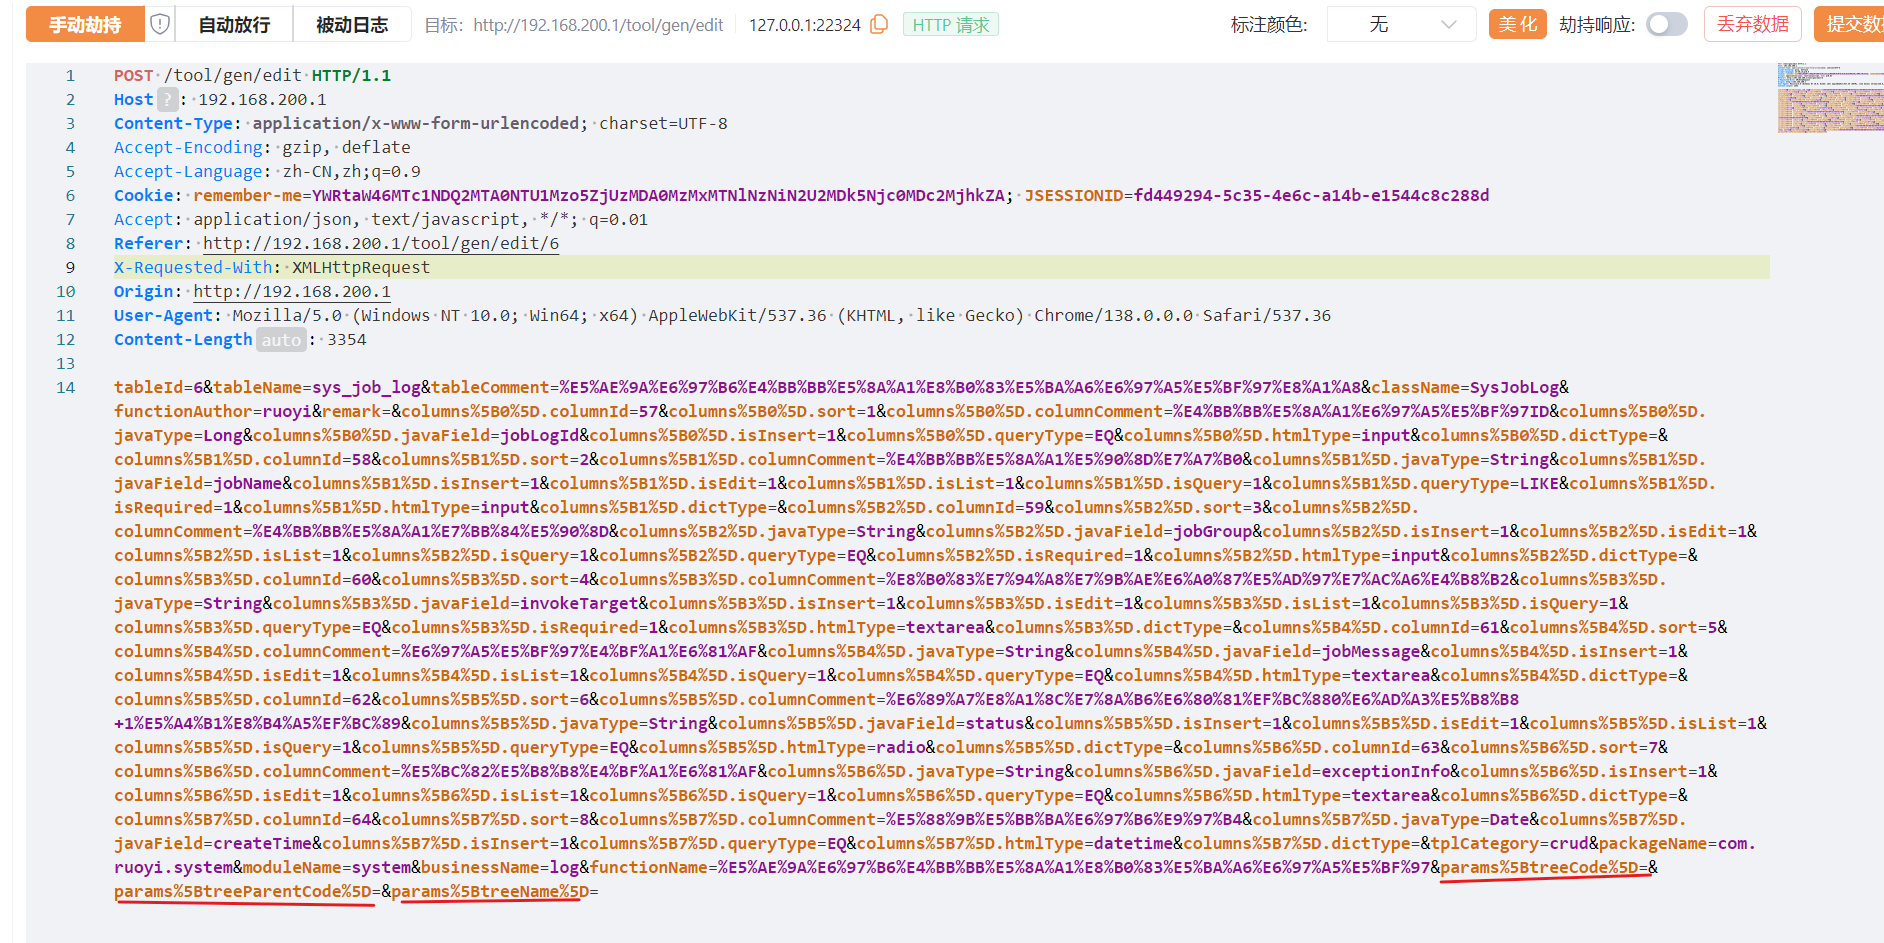 手动劫持 自动放行 被动日志 目标: http://192.168.200.1/tool/gen/edit 127.0.0.1:22324 HTTP 请求 标注颜色: 无 美 化 劫持响应: 丢弃数据 提交数
1 POST /tool/gen/edit HTTP/1.1
2 Host ? : 192.168.200.1
3 Content-Type: application/x-www-form-urlencoded; charset=UTF-8
4 Accept-Encoding: gzip, deflate
5 Accept-Language: zh-CN,zh;q=0.9
6 Cookie: remember-me=YWRtaW46MTc1NDQ2MTA0NTU1Mzo5ZjUzMDA0MzMxMTNlNzNiN2U2MDk5Njc0MDc2MjhkZA; JSESSIONID=fd449294-5c35-4e6c-a14b-e1544c8c288d
7 Accept: application/json, text/javascript, */*; q=0.01
8 Referer: http://192.168.200.1/tool/gen/edit/6
9 X-Requested-With: XMLHttpRequest
10 Origin: http://192.168.200.1
11 User-Agent: Mozilla/5.0 (Windows NT 10.0; Win64; x64) AppleWebKit/537.36 (KHTML, like Gecko) Chrome/138.0.0.0 Safari/537.36
12 Content-Length auto : 3354
13
14 tableId=6&tableName=sys_job_log&tableComment=%E5%AE%9A%E6%97%B6%E4%BB%BB%E5%8A%A1%E8%B0%83%E5%BA%A6%E6%97%A5%E5%BF%97%E8%A1%A8&className=SysJobLog&
functionAuthor=ruoyi&remark=&columns%5B0%5D.columnId=57&columns%5B0%5D.sort=1&columns%5B0%5D.columnComment=%E4%BB%BB%E5%8A%A1%E6%97%A5%E5%BF%97ID&columns%5B0%5D.
javaType=Long&columns%5B0%5D.javaField=jobLogId&columns%5B0%5D.isInsert=1&columns%5B0%5D.queryType=EQ&columns%5B0%5D.htmlType=input&columns%5B0%5D.dictType=&
columns%5B1%5D.columnId=58&columns%5B1%5D.sort=2&columns%5B1%5D.columnComment=%E4%BB%BB%E5%8A%A1%E5%90%8D%E7%A7%B0&columns%5B1%5D.javaType=String&columns%5B1%5D.
javaField=jobName&columns%5B1%5D.isInsert=1&columns%5B1%5D.isEdit=1&columns%5B1%5D.isList=1&columns%5B1%5D.isQuery=1&columns%5B1%5D.queryType=LIKE&columns%5B1%5D.
isRequired=1&columns%5B1%5D.htmlType=input&columns%5B1%5D.dictType=&columns%5B2%5D.columnId=59&columns%5B2%5D.sort=3&columns%5B2%5D.
columnComment=%E4%BB%BB%E5%8A%A1%E7%BB%84%E5%90%8D&columns%5B2%5D.javaType=String&columns%5B2%5D.javaField=jobGroup&columns%5B2%5D.isInsert=1&columns%5B2%5D.isEdit=1&
columns%5B2%5D.isList=1&columns%5B2%5D.isQuery=1&columns%5B2%5D.queryType=EQ&columns%5B2%5D.isRequired=1&columns%5B2%5D.htmlType=input&columns%5B2%5D.dictType=&
columns%5B3%5D.columnId=60&columns%5B3%5D.sort=4&columns%5B3%5D.columnComment=%E8%B0%83%E7%94%A8%E7%9B%AE%E6%A0%87%E5%AD%97%E7%AC%A6%E4%B8%B2&columns%5B3%5D.
javaType=String&columns%5B3%5D.javaField=invokeTarget&columns%5B3%5D.isInsert=1&columns%5B3%5D.isEdit=1&columns%5B3%5D.isList=1&columns%5B3%5D.isQuery=1&
columns%5B3%5D.queryType=EQ&columns%5B3%5D.isRequired=1&columns%5B3%5D.htmlType=textarea&columns%5B3%5D.dictType=&columns%5B4%5D.columnId=61&columns%5B4%5D.sort=5&
columns%5B4%5D.columnComment=%E6%97%A5%E5%BF%97%E4%BF%A1%E6%81%AF&columns%5B4%5D.javaType=String&columns%5B4%5D.javaField=jobMessage&columns%5B4%5D.isInsert=1&
columns%5B4%5D.isEdit=1&columns%5B4%5D.isList=1&columns%5B4%5D.isQuery=1&columns%5B4%5D.queryType=EQ&columns%5B4%5D.htmlType=textarea&columns%5B4%5D.dictType=&
columns%5B5%5D.columnId=62&columns%5B5%5D.sort=6&columns%5B5%5D.columnComment=%E6%89%A7%E8%A1%8C%E7%8A%B6%E6%80%81%EF%BC%880%E6%AD%A3%E5%B8%B8
+1%E5%A4%B1%E8%B4%A5%EF%BC%89&columns%5B5%5D.javaType=String&columns%5B5%5D.javaField=status&columns%5B5%5D.isInsert=1&columns%5B5%5D.isEdit=1&columns%5B5%5D.isList=1&
columns%5B5%5D.isQuery=1&columns%5B5%5D.queryType=EQ&columns%5B5%5D.htmlType=radio&columns%5B5%5D.dictType=&columns%5B6%5D.columnId=63&columns%5B6%5D.sort=7&
columns%5B6%5D.columnComment=%E5%BC%82%E5%B8%B8%E4%BF%A1%E6%81%AF&columns%5B6%5D.javaType=String&columns%5B6%5D.javaField=exceptionInfo&columns%5B6%5D.isInsert=1&
columns%5B6%5D.isEdit=1&columns%5B6%5D.isList=1&columns%5B6%5D.isQuery=1&columns%5B6%5D.queryType=EQ&columns%5B6%5D.htmlType=textarea&columns%5B6%5D.dictType=&
columns%5B7%5D.columnId=64&columns%5B7%5D.sort=8&columns%5B7%5D.columnComment=%E5%88%9B%E5%BB%BA%E6%97%B6%E9%97%B4&columns%5B7%5D.javaType=Date&columns%5B7%5D.
javaField=createTime&columns%5B7%5D.isInsert=1&columns%5B7%5D.queryType=EQ&columns%5B7%5D.htmlType=datetime&columns%5B7%5D.dictType=&tplCategory=crud&packageName=com.
ruoyi.system&moduleName=system&businessName=log&functionName=%E5%AE%9A%E6%97%B6%E4%BB%BB%E5%8A%A1%E8%B0%83%E5%BA%A6%E6%97%A5%E5%BF%97&params%5BtreeCode%5D=&
params%5BtreeParentCode%5D=&params%5BtreeName%5D=